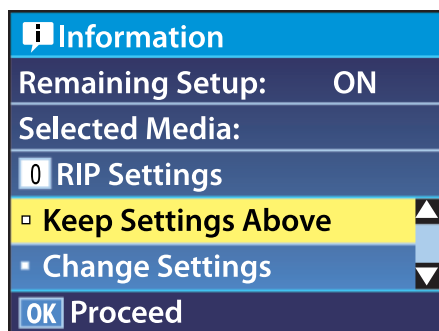 Information
Remaining Setup: ON
Selected Media:
0 RIP Settings
Keep Settings Above
Change Settings
OK Proceed